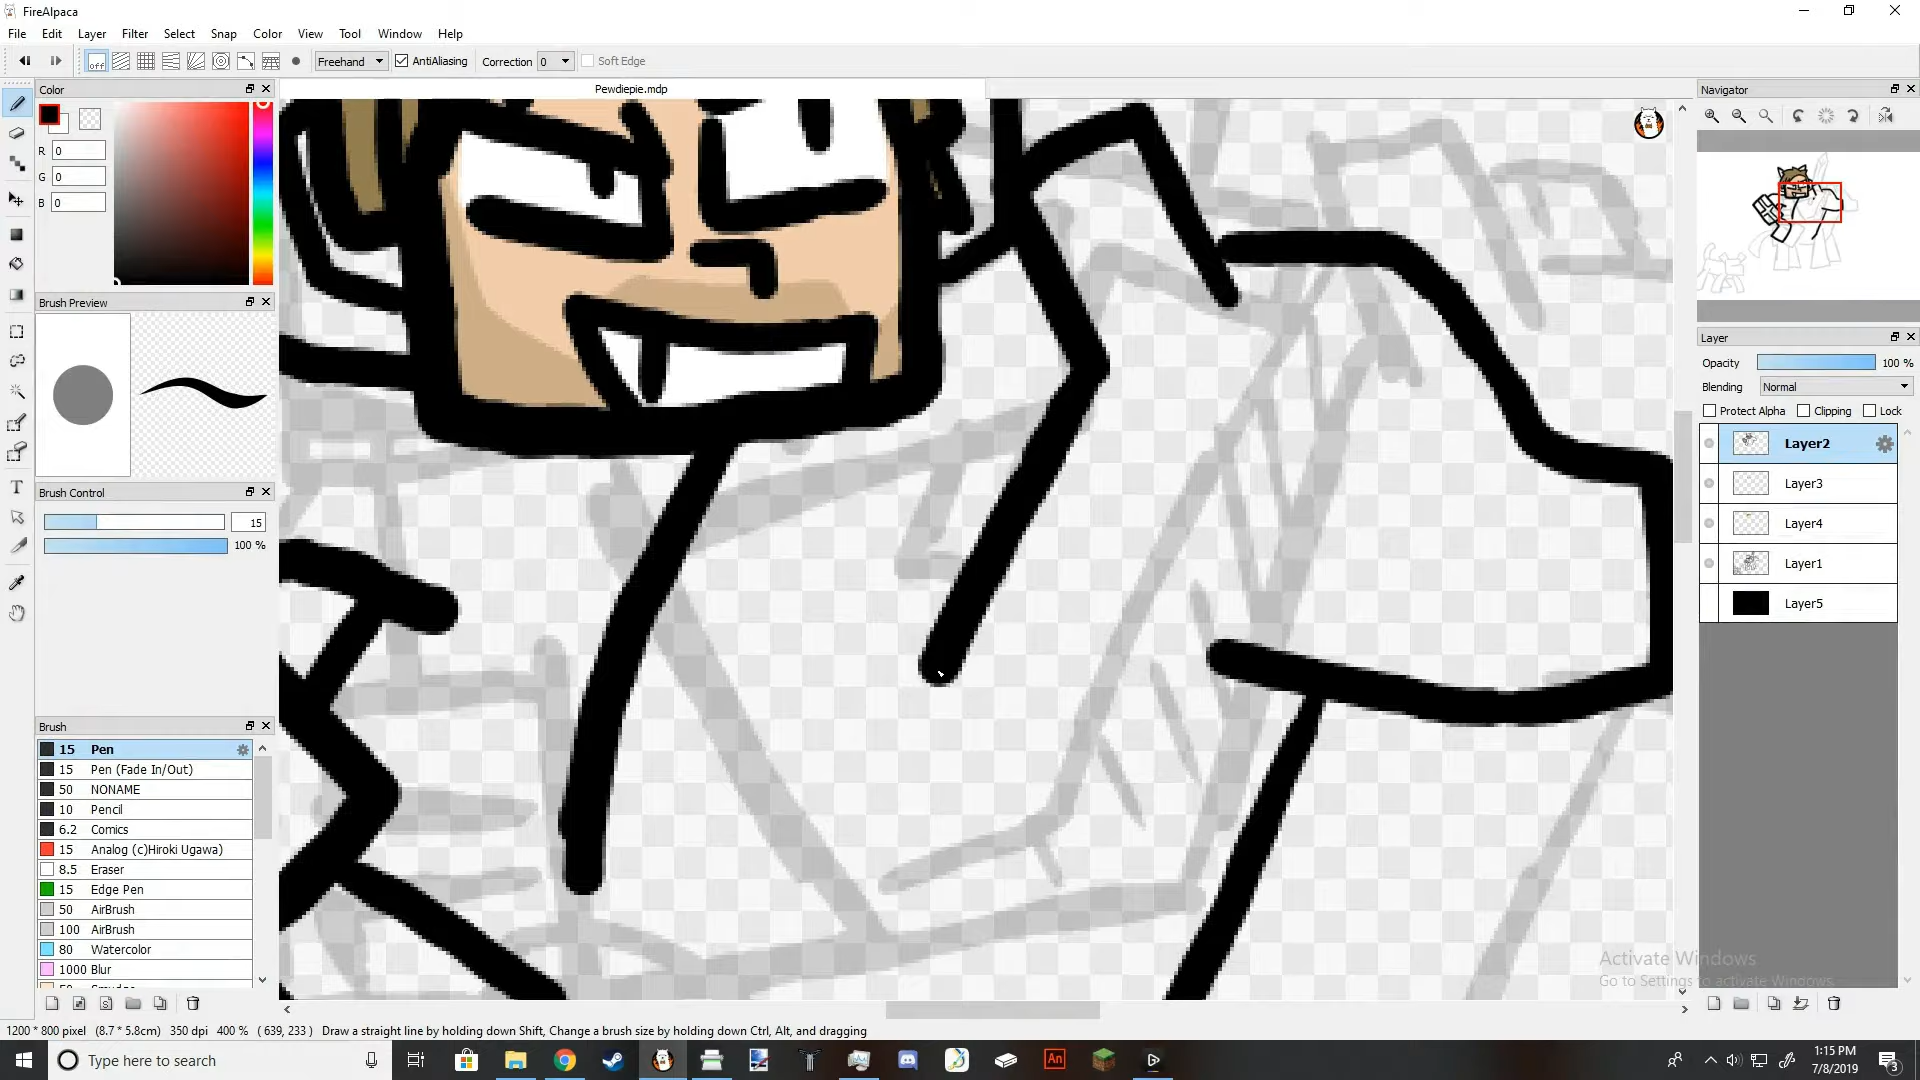 FireAlpaca
File Edit Layer Filter Select Snap Color View Tool Window Help
off Freehand AntiAliasing Correction 0 Soft Edge
Color
Pewdiepie.mdp
Navigator
R 0
G 0
B 0
Brush Preview
Layer
Opacity 100 %
Blending Normal
Protect Alpha Clipping Lock
Layer2
Layer3
Layer4
Layer1
Layer5
Brush Control
15
100 %
Brush
15 Pen
15 Pen (Fade In/Out)
50 NONAME
10 Pencil
6.2 Comics
15 Analog (c)Hiroki Ugawa)
8.5 Eraser
15 Edge Pen
50 AirBrush
100 AirBrush
80 Watercolor
1000 Blur
Activate Windows
Go to Settings to activate Windows.
1200 * 800 pixel (8.7 * 5.8cm) 350 dpi 400 % ( 639, 233 ) Draw a straight line by holding down Shift, Change a brush size by holding down Ctrl, Alt, and dragging
Type here to search
An
1:15 PM
7/8/2019
3